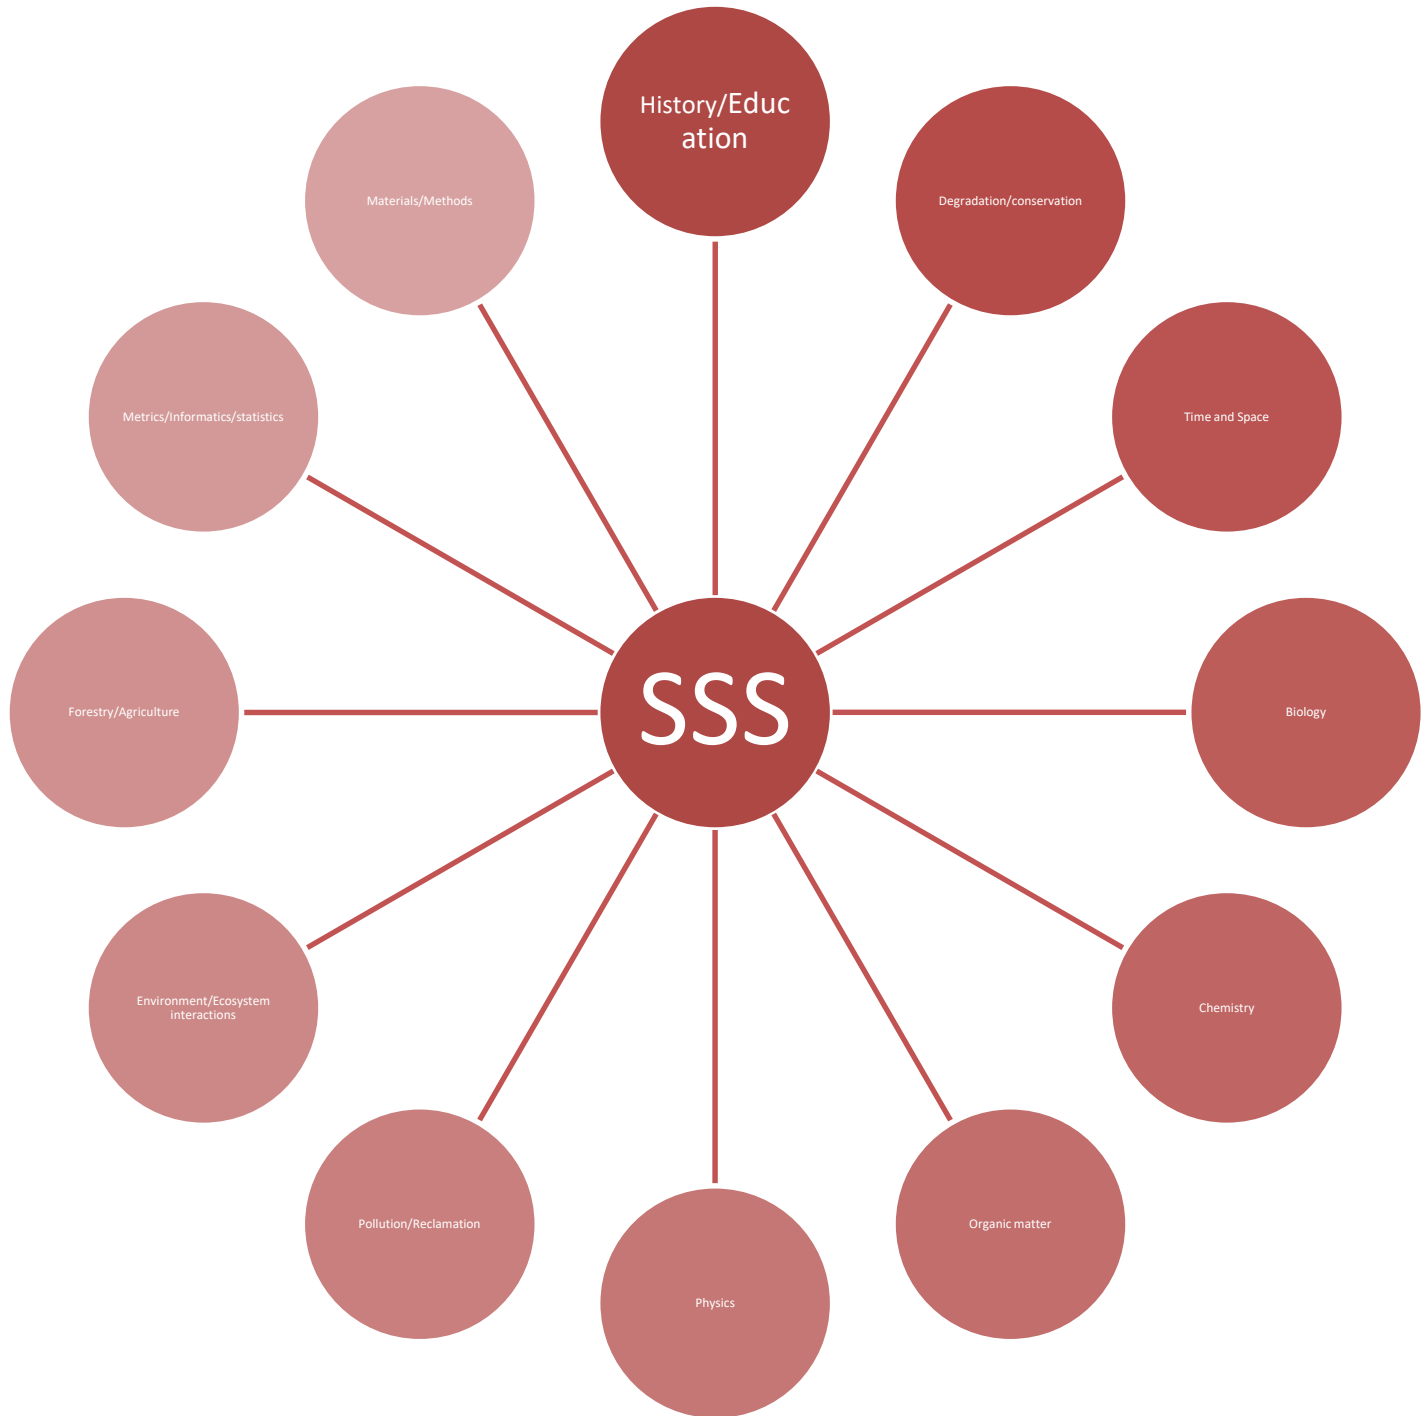 History/Educ
ation
Degradation/conservation
Time and Space
Biology
Chemistry
Organic matter
Physics
Pollution/Reclamation
Environment/Ecosystem
interactions
Forestry/Agriculture
Metrics/Informatics/statistics
Materials/Methods
SSS